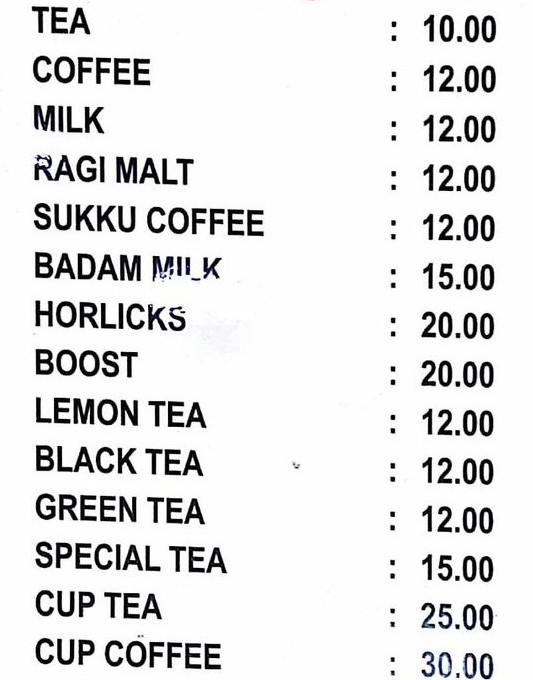 TEA : 10.00
COFFEE : 12.00
MILK : 12.00
RAGI MALT : 12.00
SUKKU COFFEE : 12.00
BADAM MILK : 15.00
HORLICKS : 20.00
BOOST : 20.00
LEMON TEA : 12.00
BLACK TEA : 12.00
GREEN TEA : 12.00
SPECIAL TEA : 15.00
CUP TEA : 25.00
CUP COFFEE : 30.00